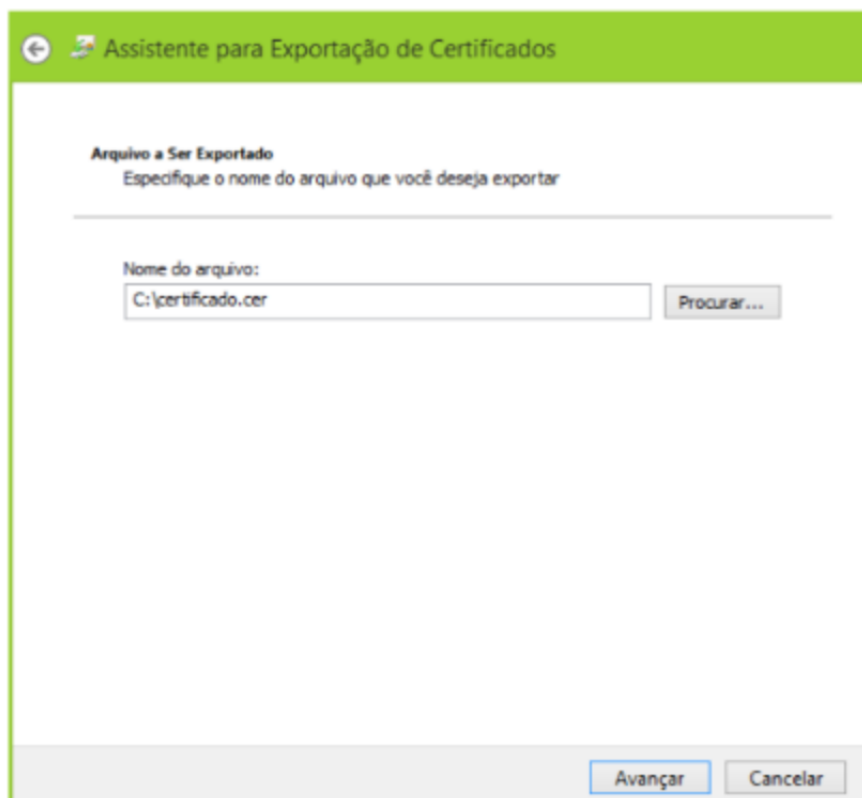 Assistente para Exportação de Certificados
Arquivo a Ser Exportado
Especifique o nome do arquivo que você deseja exportar
Nome do arquivo:
C:\certificado.cer
Procurar...
Avançar
Cancelar